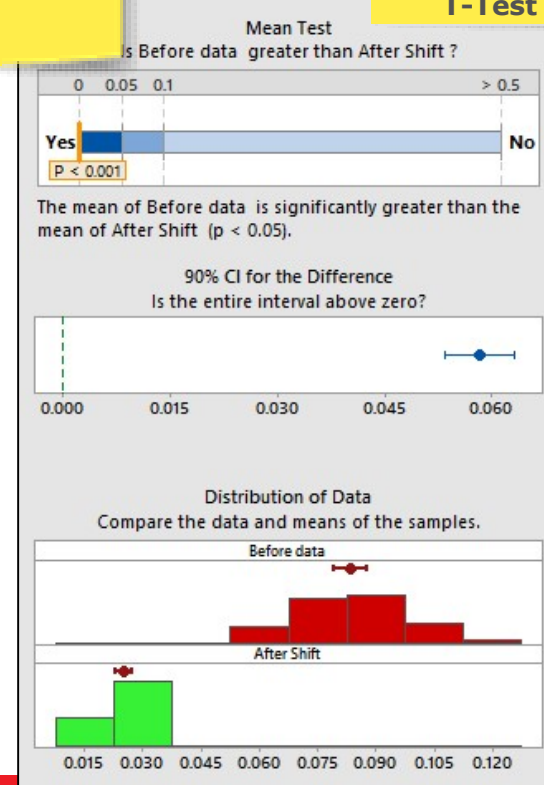 T-Test
Mean Test
Is Before data greater than After Shift ?
0 0.05 0.1 > 0.5
Yes No
P < 0.001
The mean of Before data is significantly greater than the
mean of After Shift (p < 0.05).
90% CI for the Difference
Is the entire interval above zero?
0.000 0.015 0.030 0.045 0.060
Distribution of Data
Compare the data and means of the samples.
Before data
After Shift
0.015 0.030 0.045 0.060 0.075 0.090 0.105 0.120